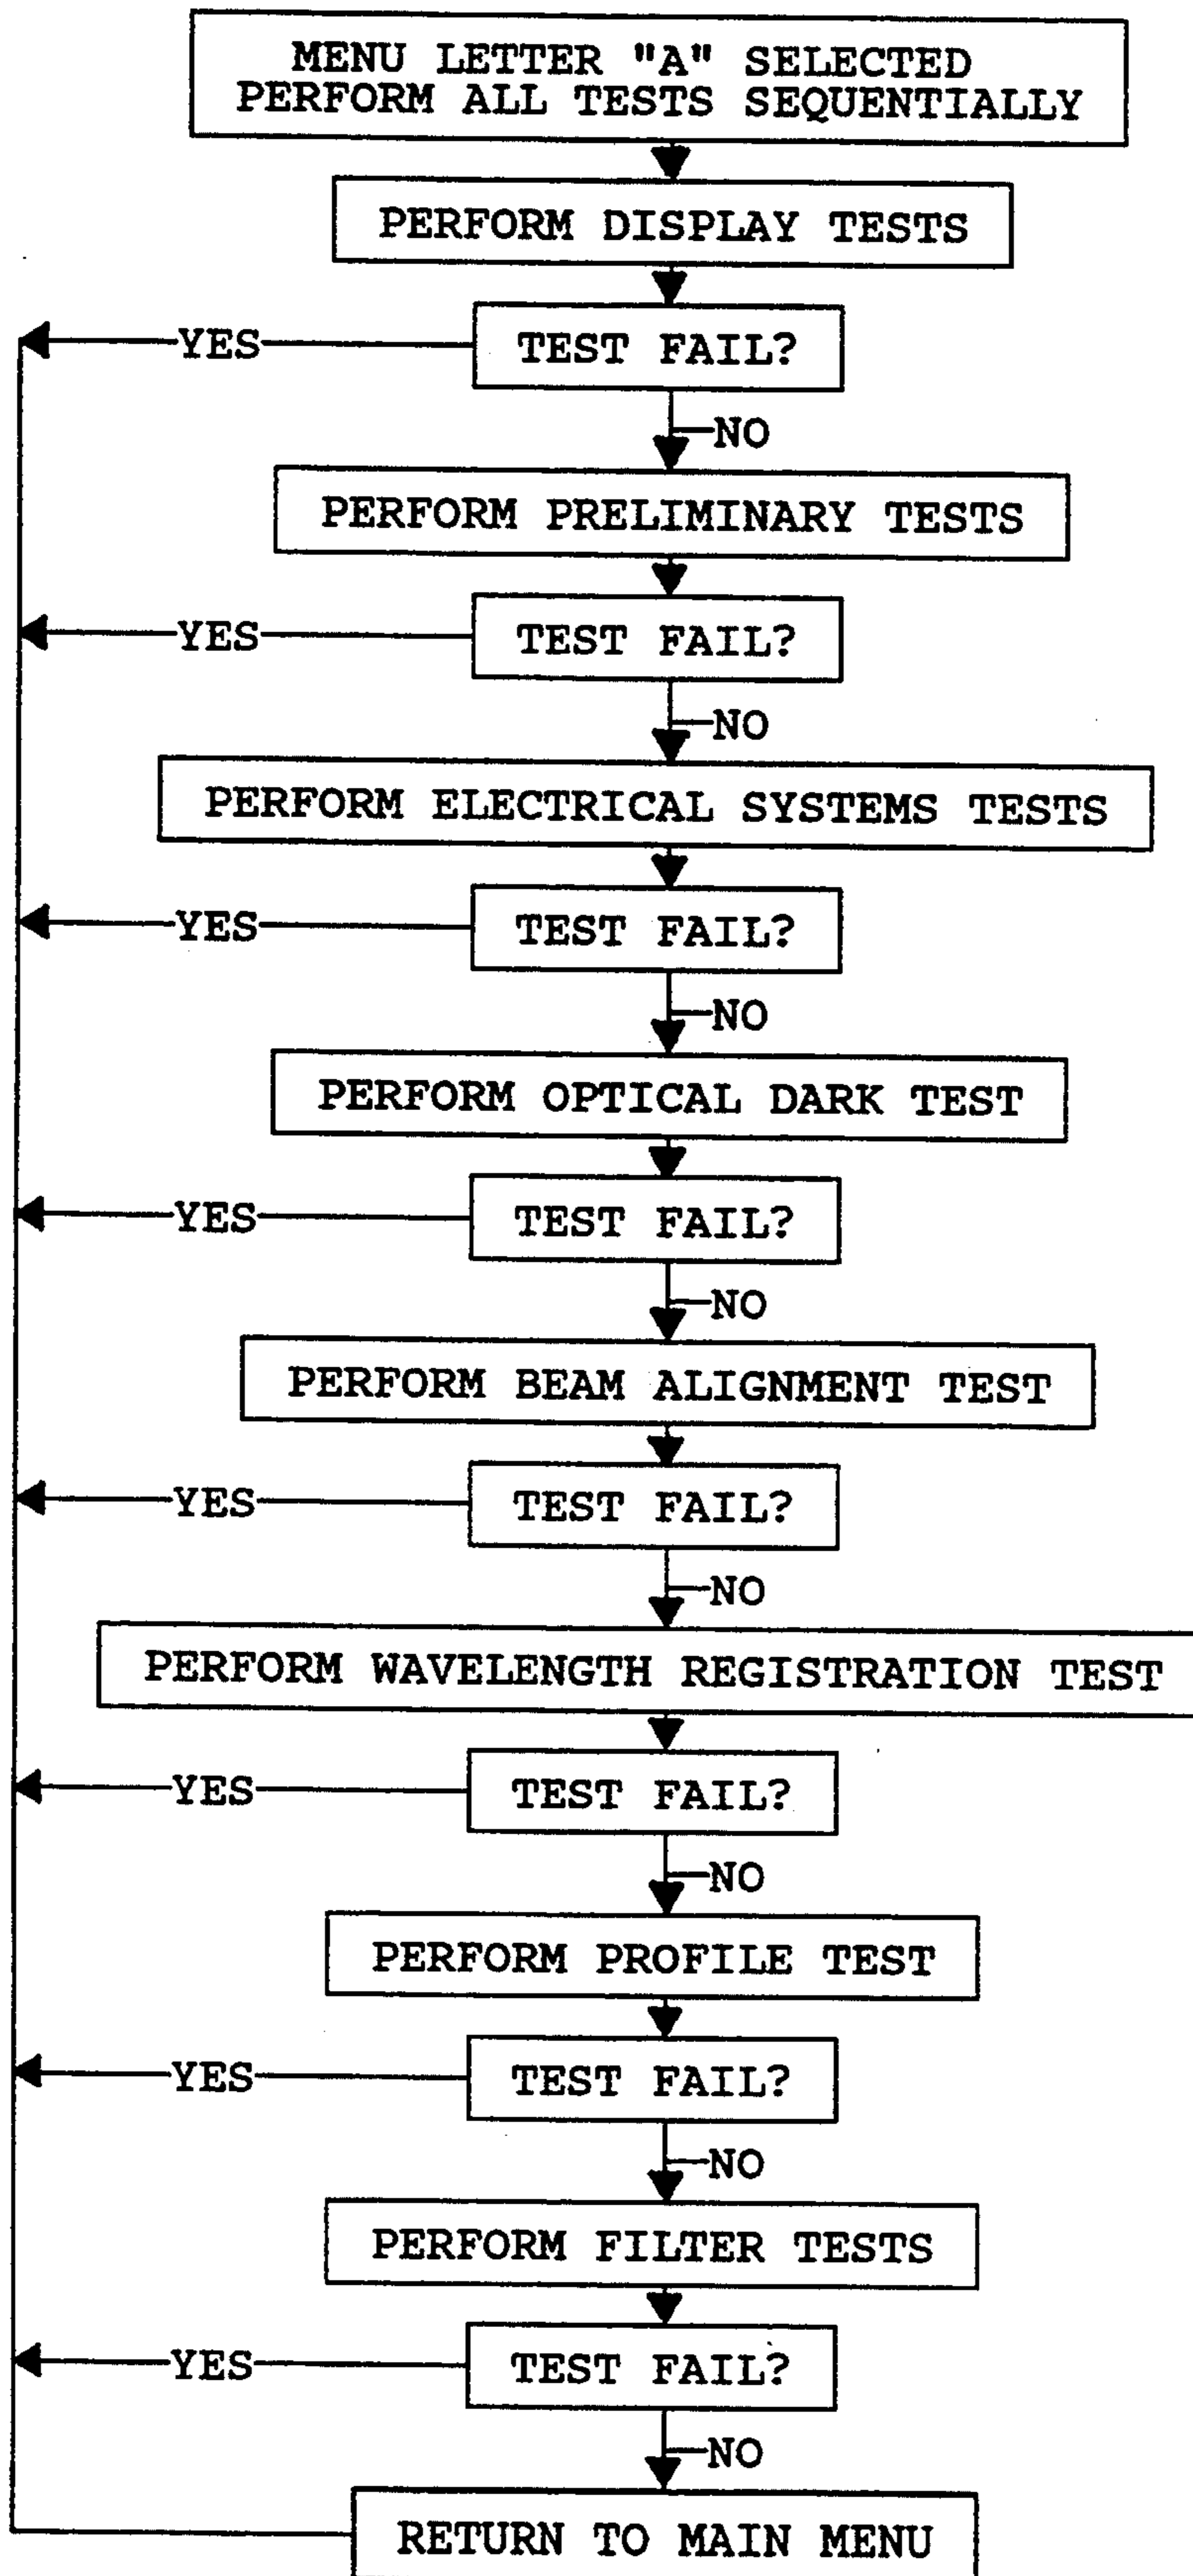 MENU LETTER "A" SELECTED
PERFORM ALL TESTS SEQUENTIALLY
PERFORM DISPLAY TESTS
TEST FAIL?
YES
NO
PERFORM PRELIMINARY TESTS
TEST FAIL?
YES
NO
PERFORM ELECTRICAL SYSTEMS TESTS
TEST FAIL?
YES
NO
PERFORM OPTICAL DARK TEST
TEST FAIL?
YES
NO
PERFORM BEAM ALIGNMENT TEST
TEST FAIL?
YES
NO
PERFORM WAVELENGTH REGISTRATION TEST
TEST FAIL?
YES
NO
PERFORM PROFILE TEST
TEST FAIL?
YES
NO
PERFORM FILTER TESTS
TEST FAIL?
YES
NO
RETURN TO MAIN MENU